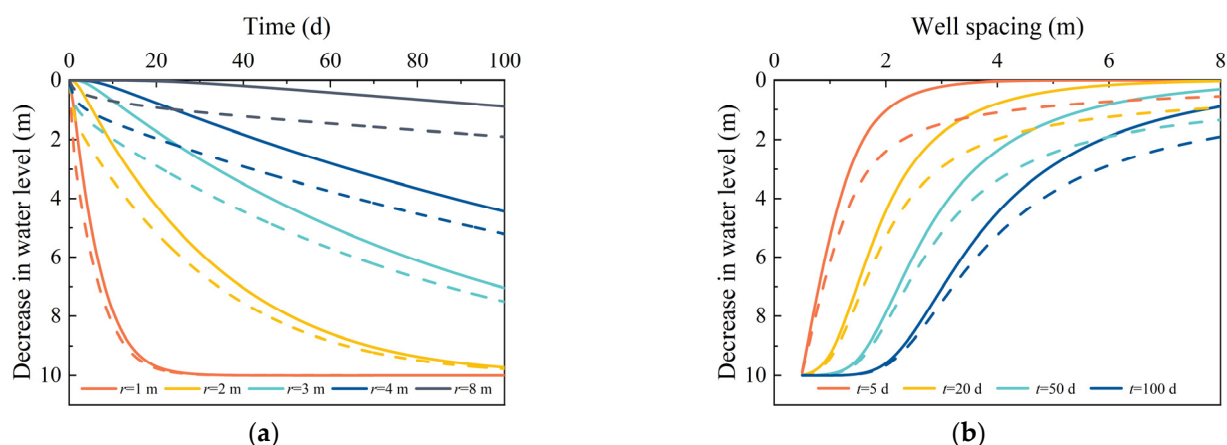 Time (d)
0 20 40 60 80 100
Decrease in water level (m)
0
2
4
6
8
10
r=1 m r=2 m r=3 m r=4 m r=8 m
(a)
Well spacing (m)
0 2 4 6 8
Decrease in water level (m)
0
2
4
6
8
10
t=5 d t=20 d t=50 d t=100 d
(b)